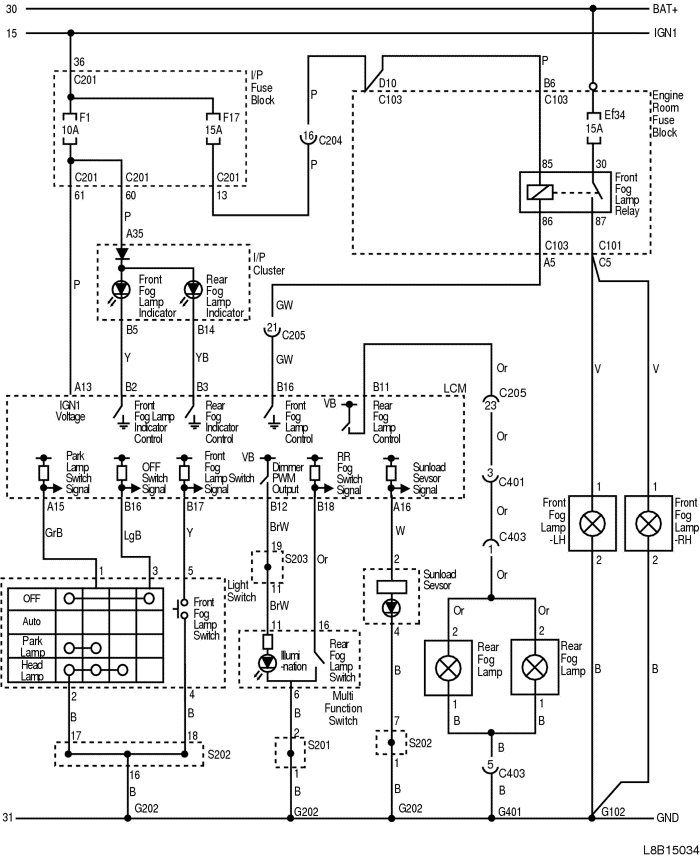 30 BAT+
15 IGN1
36
C201
I/P Fuse Block
F1
10A
F17
15A
C201 C201 C201
61 60 13
P
16 C204
P
D10
C103
P
B6
C103
Engine Room Fuse Block
Ef34
15A
85 30
Front Fog Lamp Relay
86 87
C103 C101
A5 C5
P
A35
I/P Cluster
Front Fog Lamp Indicator
Rear Fog Lamp Indicator
B5 B14
P
Y YB
GW
21 C205
GW
A13 B2 B3 B16 B11
LCM
IGN1 Voltage
Front Fog Lamp Indicator Control
Rear Fog Indicator Control
Front Fog Lamp Control
VB
Rear Fog Lamp Control
Park Lamp Switch Signal
OFF Switch Signal
Front Fog Lamp Switch Signal
VB
Dimmer PWM Output
RR Fog Switch Signal
Sunload Sevsor Signal
A15 B16 B17 B12 B18 A16
GrB LgB Y BrW Or W
Or
C205
23
Or
3
C401
Or
C403
1
Or
V V
Front Fog Lamp -LH
1
2
Front Fog Lamp -RH
1
2
B B
19
S203
11
BrW
11 16
1 3 5
Light Switch
OFF
Auto
Park Lamp
Head Lamp
Front Fog Lamp Switch
2 4
B B
17 18
S202
16
B
G202
Illumi -nation
Rear Fog Lamp Switch
6
Multi Function Switch
B
2
S201
1
B
G202
2
Sunload Sevsor
4
B
7
S202
1
B
G202
Or Or
2 2
Rear Fog Lamp
Rear Fog Lamp
1 1
B B
B
5
C403
B
G401
G102
31 GND
L8B15034